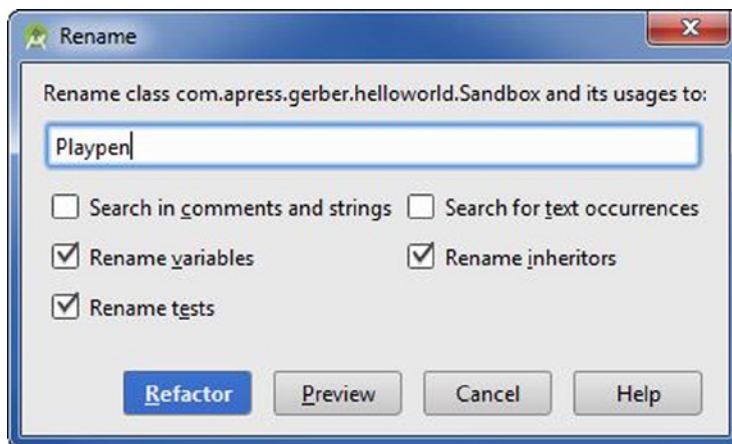 Rename
Rename class com.apress.gerber.helloworld.Sandbox and its usages to:
Playpen
Search in comments and strings Search for text occurrences
Rename variables Rename inheritors
Rename tests
Refactor Preview Cancel Help